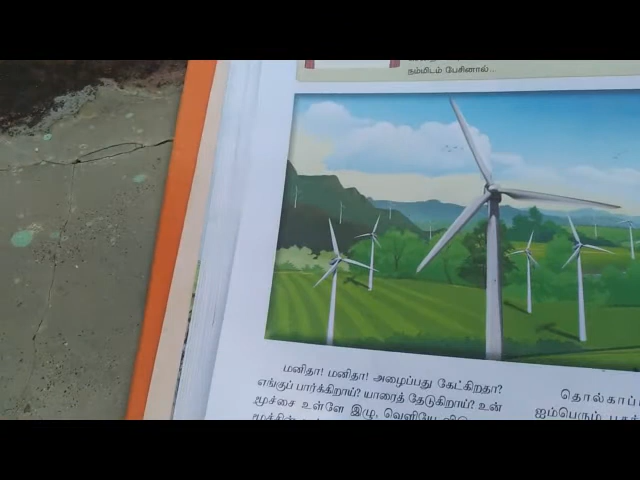 நம்மிடம் பேசினால்...
மனிதா! மனிதா! அழைப்பது கேட்கிறதா?
எங்குப் பார்க்கிறாய்? யாரைத் தேடுகிறாய்? உன்
மூச்சை உள்ளே இழு, வெளியே
தொல்காப்
ஐம்பெரும்